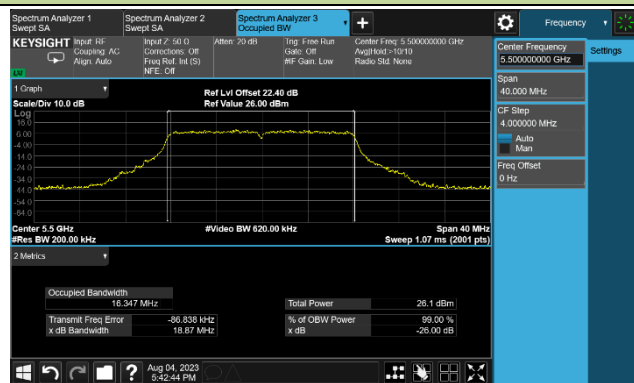 Spectrum Analyzer 1
Swept SA
Spectrum Analyzer 2
Swept SA
Spectrum Analyzer 3
Occupied BW
Frequency
KEYSIGHT
Input: RF
Coupling: AC
Align: Auto
Input Z: 50 Ω
Corrections: Off
Freq Ref: Int (S)
NFE: Off
Atten: 20 dB
Trig: Free Run
Gate: Off
#IF Gain: Low
Center Freq: 5.500000000 GHz
Avg|Hold:>10/10
Radio Std: None
Center Frequency
5.500000000 GHz
Settings
Span
40.000 MHz
CF Step
4.000000 MHz
Auto
Man
Freq Offset
0 Hz
1 Graph
Scale/Div 10.0 dB
Ref Lvl Offset 22.40 dB
Ref Value 26.00 dBm
Log
16.0
6.00
-4.00
-14.0
-24.0
-34.0
-44.0
-54.0
-64.0
Center 5.5 GHz
#Res BW 200.00 kHz
#Video BW 620.00 kHz
Span 40 MHz
Sweep 1.07 ms (2001 pts)
2 Metrics
Occupied Bandwidth
16.347 MHz
Total Power 26.1 dBm
Transmit Freq Error -86.838 kHz
% of OBW Power 99.00 %
x dB Bandwidth 18.87 MHz
x dB -26.00 dB
?
Aug 04, 2023
5:42:44 PM